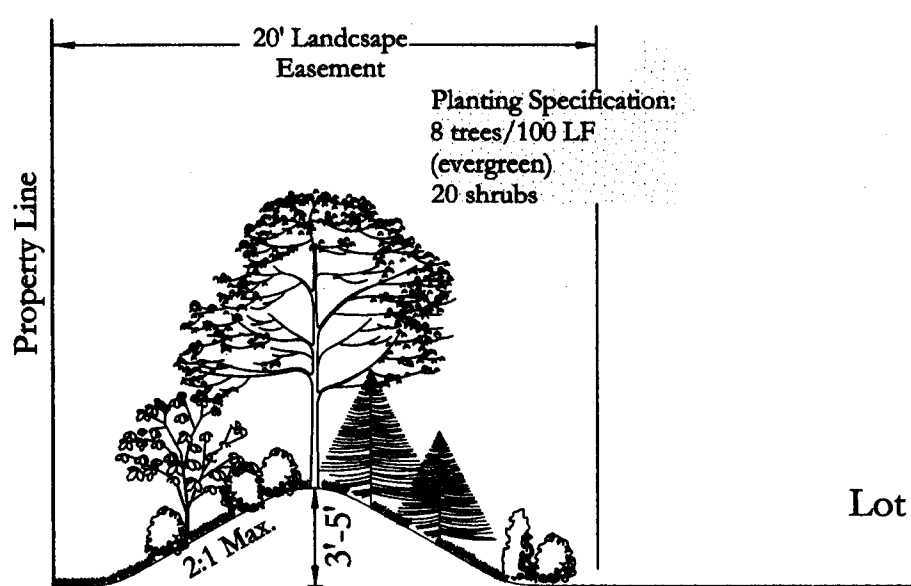 20' Landcsape
Easement
Planting Specification:
8 trees/100 LF
(evergreen)
20 shrubs
Property Line
2:1 Max.
3'-5'
Lot